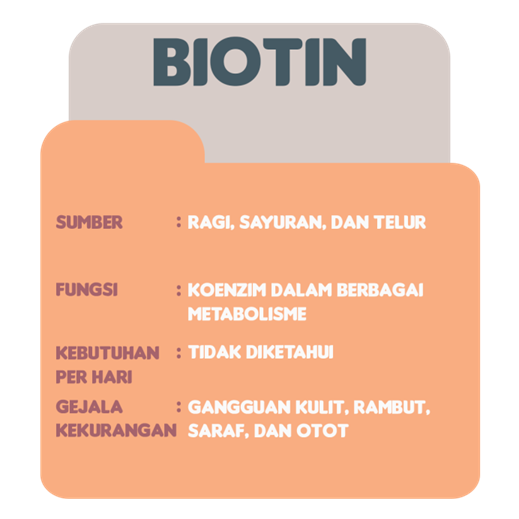 BIOTIN
SUMBER : RAGI, SAYURAN, DAN TELUR
FUNGSI : KOENZIM DALAM BERBAGAI
METABOLISME
KEBUTUHAN : TIDAK DIKETAHUI
PER HARI
GEJALA : GANGGUAN KULIT, RAMBUT,
KEKURANGAN SARAF, DAN OTOT